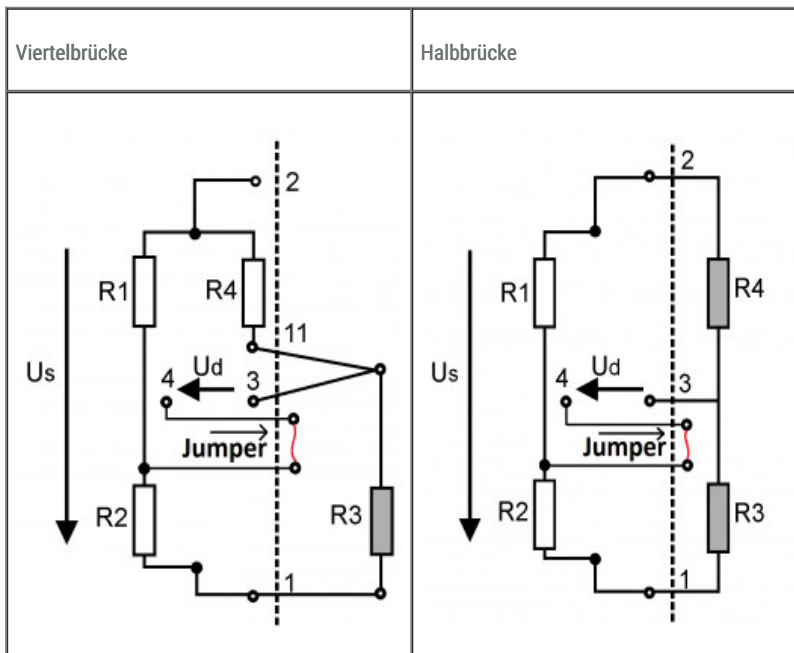 Viertelbrücke
Halbbrücke
2
R1
R4
11
Us
4
Ud
3
Jumper
R2
R3
1
2
R1
R4
Us
4
Ud
3
Jumper
R2
R3
1